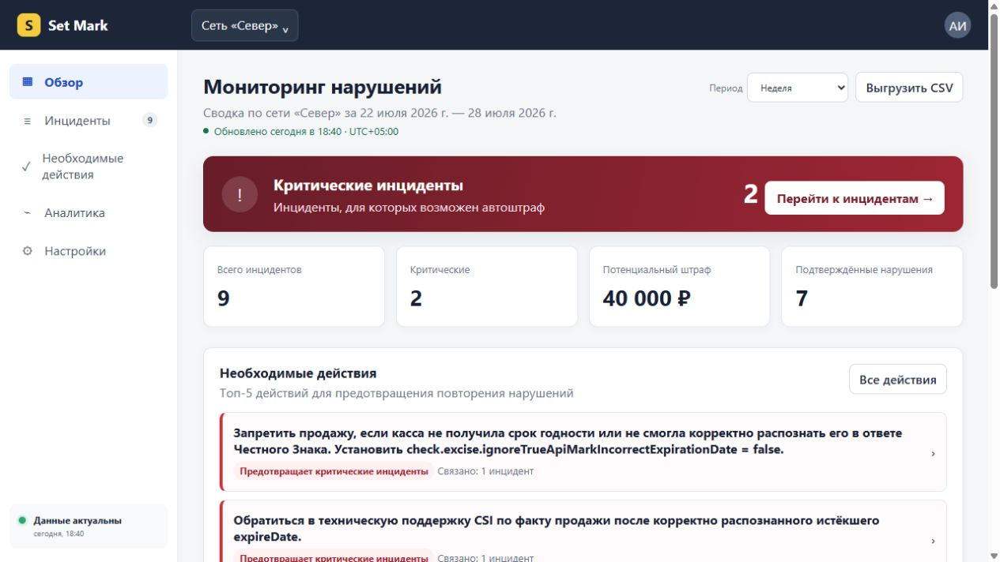 S Set Mark
Сеть «Север»
АИ
Обзор
Инциденты 9
Необходимые
действия
Аналитика
Настройки
Данные актуальны
сегодня, 18:40
Мониторинг нарушений
Период Неделя Выгрузить CSV
Сводка по сети «Север» за 22 июля 2026 г. — 28 июля 2026 г.
Обновлено сегодня в 18:40 · UTC+05:00
! Критические инциденты
Инциденты, для которых возможен автоштраф
2 Перейти к инцидентам →
Всего инцидентов
9
Критические
2
Потенциальный штраф
40 000 ₽
Подтверждённые нарушения
7
Необходимые действия
Топ-5 действий для предотвращения повторения нарушений
Все действия
Запретить продажу, если касса не получила срок годности или не смогла корректно распознать его в ответе
Честного Знака. Установить check.excise.ignoreTrueApiMarkIncorrectExpirationDate = false.
Предотвращает критические инциденты Связано: 1 инцидент
›
Обратиться в техническую поддержку CSI по факту продажи после корректно распознанного истёкшего
expireDate.
Предотвращает критические инциденты Связано: 1 инцидент
›